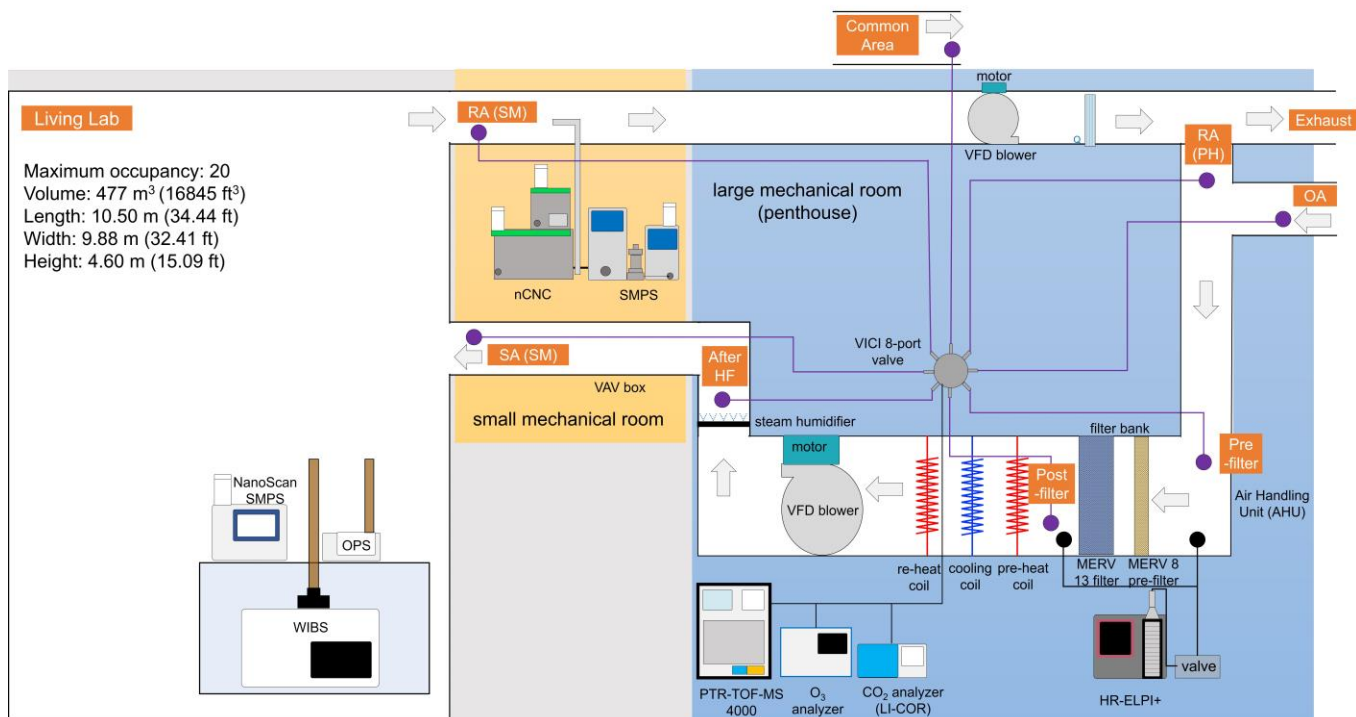 Common
Area
motor
Living Lab
RA (SM)
Exhaust
VFD blower
RA
(PH)
Maximum occupancy: 20
Volume: 477 m³ (16845 ft³)
Length: 10.50 m (34.44 ft)
Width: 9.88 m (32.41 ft)
Height: 4.60 m (15.09 ft)
large mechanical room
(penthouse)
OA
nCNC
SMPS
VICI 8-port
valve
SA (SM)
After
HF
VAV box
small mechanical room
steam humidifier
filter bank
motor
Pre
-filter
Post
-filter
NanoScan
SMPS
VFD blower
Air Handling
Unit (AHU)
OPS
re-heat
coil
cooling
coil
pre-heat
coil
MERV
13 filter
MERV 8
pre-filter
WIBS
valve
PTR-TOF-MS
4000
O₃
analyzer
CO₂ analyzer
(LI-COR)
HR-ELPI+